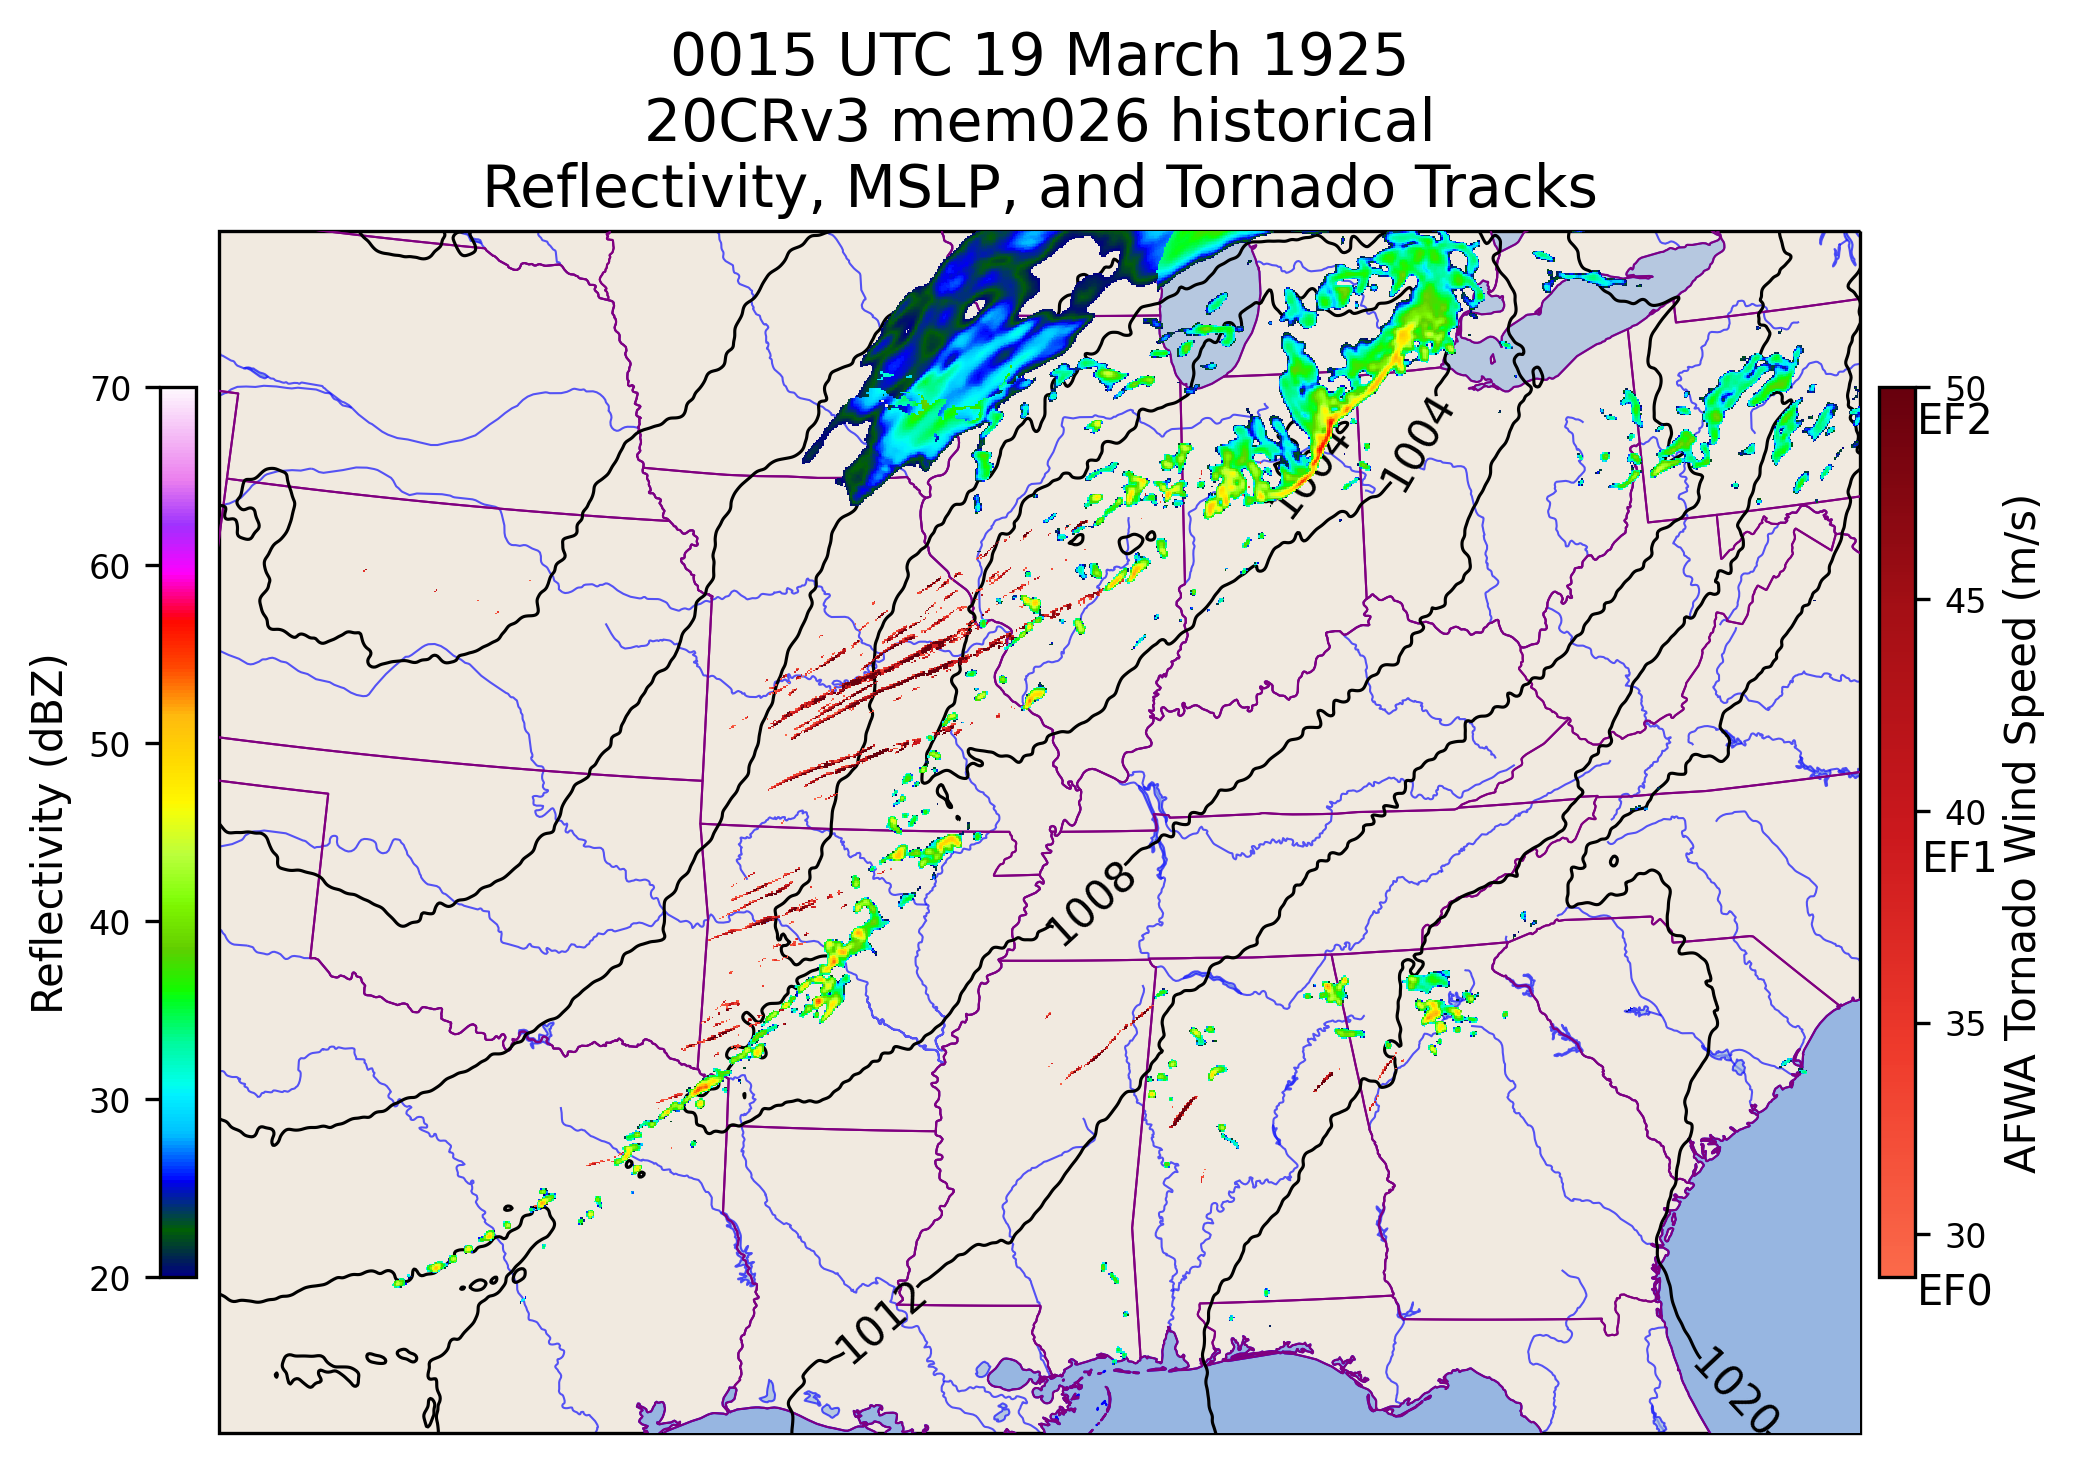 0015 UTC 19 March 1925
20CRv3 mem026 historical
Reflectivity, MSLP, and Tornado Tracks
Reflectivity (dBZ)
70
60
50
40
30
20
1004
1008
1012
1020
50
EF2
45
40
EF1
35
30
EF0
AFWA Tornado Wind Speed (m/s)